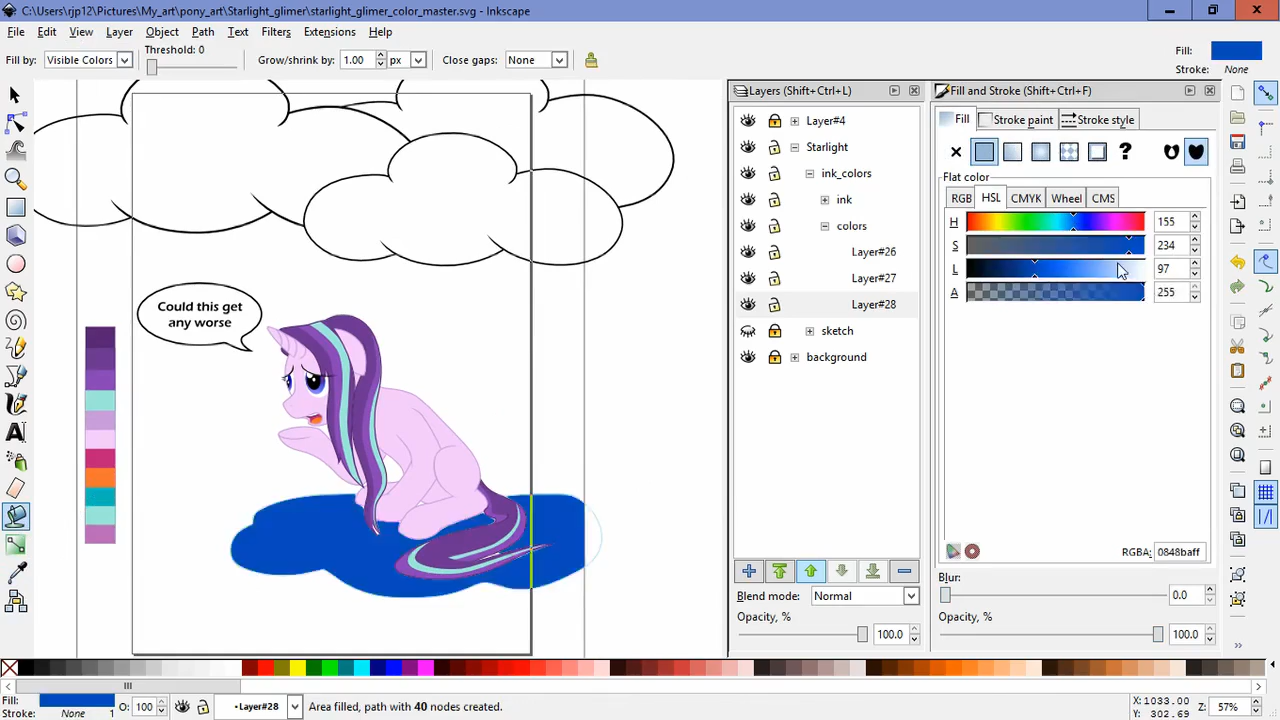 C:\Users\rjp12\Pictures\My_art\pony_art\Starlight_glimer\starlight_glimer_color_master.svg - Inkscape
File Edit View Layer Object Path Text Filters Extensions Help
Fill by: Visible Colors Threshold: 0 Grow/shrink by: 1.00 px Close gaps: None
Fill:
Stroke: None
Layers (Shift+Ctrl+L)
Layer#4
Starlight
ink_colors
ink
colors
Layer#26
Layer#27
Layer#28
sketch
background
Blend mode: Normal
Opacity, %
100.0
Fill and Stroke (Shift+Ctrl+F)
Fill Stroke paint Stroke style
?
Flat color
RGB HSL CMYK Wheel CMS
H 155
S 234
L 97
A 255
RGBA: 0848baff
Blur:
0.0
Opacity, %
100.0
Could this get
any worse
A
»
Fill:
Stroke: None 1
O: 100
•Layer#28
Area filled, path with 40 nodes created.
X: 1033.00
Y: 302.69
Z: 57%